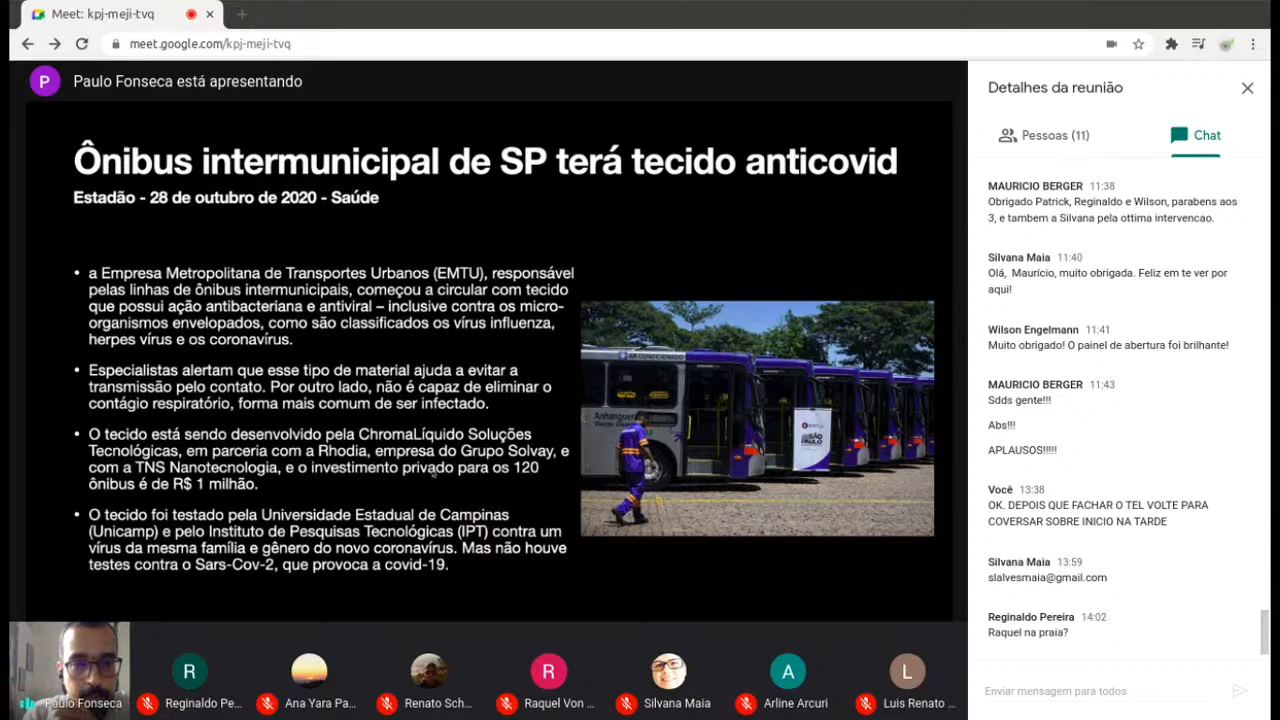 Meet: kpj-meji-tvq
meet.google.com/kpj-meji-tvq
P
Paulo Fonseca está apresentando
Ônibus intermunicipal de SP terá tecido anticovid
Estadão - 28 de outubro de 2020 - Saúde
• a Empresa Metropolitana de Transportes Urbanos (EMTU), responsável
pelas linhas de ônibus intermunicipais, começou a circular com tecido
que possui ação antibacteriana e antiviral – inclusive contra os micro-
organismos envelopados, como são classificados os vírus influenza,
herpes vírus e os coronavírus.
• Especialistas alertam que esse tipo de material ajuda a evitar a
transmissão pelo contato. Por outro lado, não é capaz de eliminar o
contágio respiratório, forma mais comum de ser infectado.
• O tecido está sendo desenvolvido pela ChromaLíquido Soluções
Tecnológicas, em parceria com a Rhodia, empresa do Grupo Solvay, e
com a TNS Nanotecnologia, e o investimento privado para os 120
ônibus é de R$ 1 milhão.
• O tecido foi testado pela Universidade Estadual de Campinas
(Unicamp) e pelo Instituto de Pesquisas Tecnológicas (IPT) contra um
vírus da mesma família e gênero do novo coronavírus. Mas não houve
testes contra o Sars-Cov-2, que provoca a covid-19.
AR CONDICIONADO
Anhanguera
SÃO
PAULO
Paulo Fonseca
R
Reginaldo Pe...
Ana Yara Pa...
Renato Sch...
R
Raquel Von ...
Silvana Maia
A
Arline Arcuri
L
Luis Renato ...
Detalhes da reunião
Pessoas (11)
Chat
MAURICIO BERGER 11:38
Obrigado Patrick, Reginaldo e Wilson, parabens aos
3, e tambem a Silvana pela ottima intervencao.
Silvana Maia 11:40
Olá, Maurício, muito obrigada. Feliz em te ver por
aqui!
Wilson Engelmann 11:41
Muito obrigado! O painel de abertura foi brilhante!
MAURICIO BERGER 11:43
Sdds gente!!!
Abs!!!
APLAUSOS!!!!!
Você 13:38
OK. DEPOIS QUE FACHAR O TEL VOLTE PARA
COVERSAR SOBRE INICIO NA TARDE
Silvana Maia 13:59
slalvesmaia@gmail.com
Reginaldo Pereira 14:02
Raquel na praia?
Enviar mensagem para todos